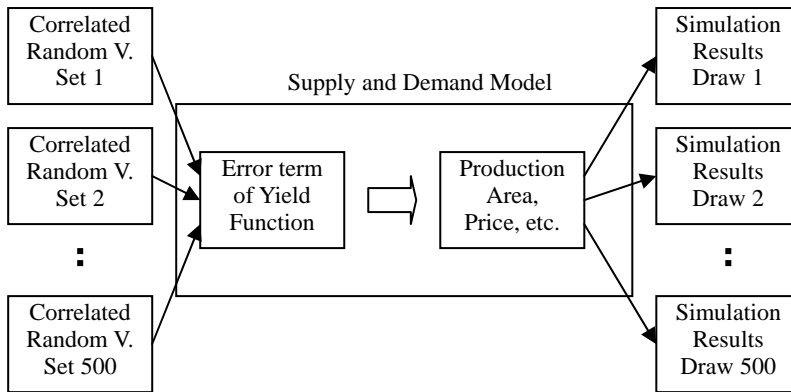 Correlated
Random V.
Set 1
Correlated
Random V.
Set 2
:
Correlated
Random V.
Set 500
Supply and Demand Model
Error term
of Yield
Function
Production
Area,
Price, etc.
Simulation
Results
Draw 1
Simulation
Results
Draw 2
:
Simulation
Results
Draw 500